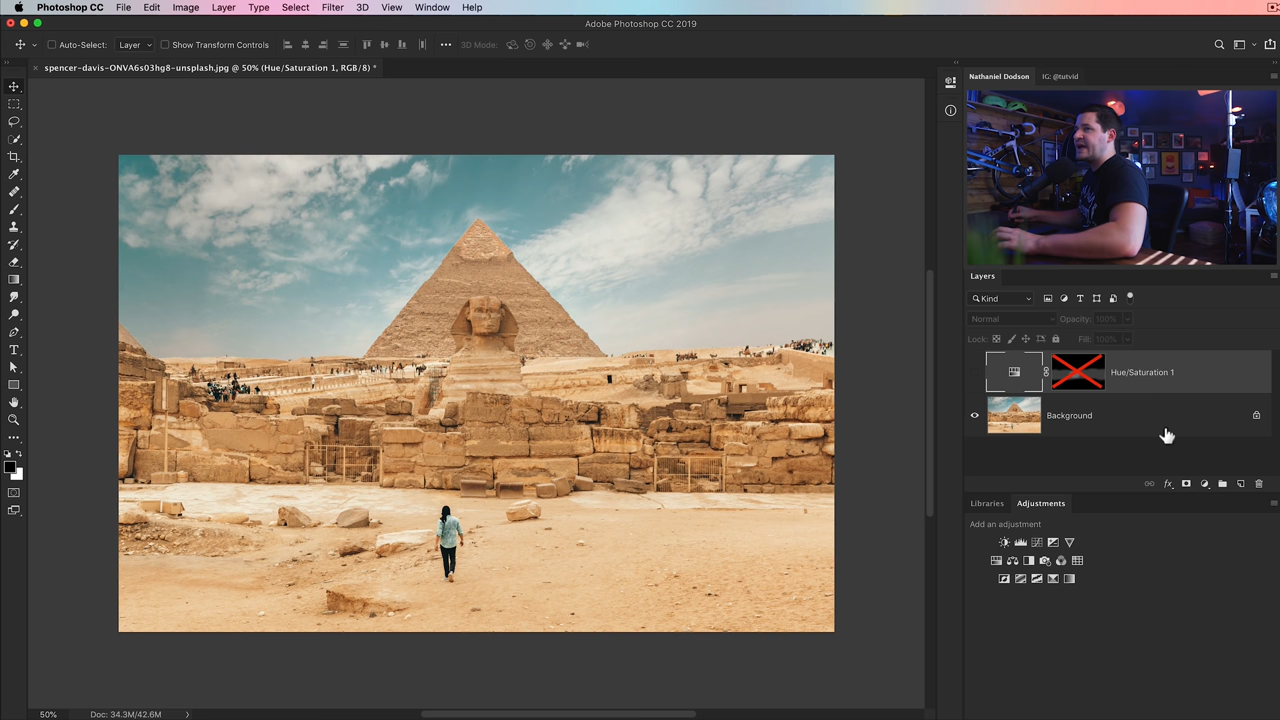 Photoshop CC File Edit Image Layer Type Select Filter 3D View Window Help
Adobe Photoshop CC 2019
Auto-Select: Layer Show Transform Controls 3D Mode:
spencer-davis-ONVA6s03hg8-unsplash.jpg @ 50% (Hue/Saturation 1, RGB/8) *
Nathaniel Dodson IG: @tutvid
Layers
Kind
Normal Opacity: 100%
Lock: Fill: 100%
Hue/Saturation 1
Background
fx
Libraries Adjustments
Add an adjustment
50% Doc: 34.3M/42.6M